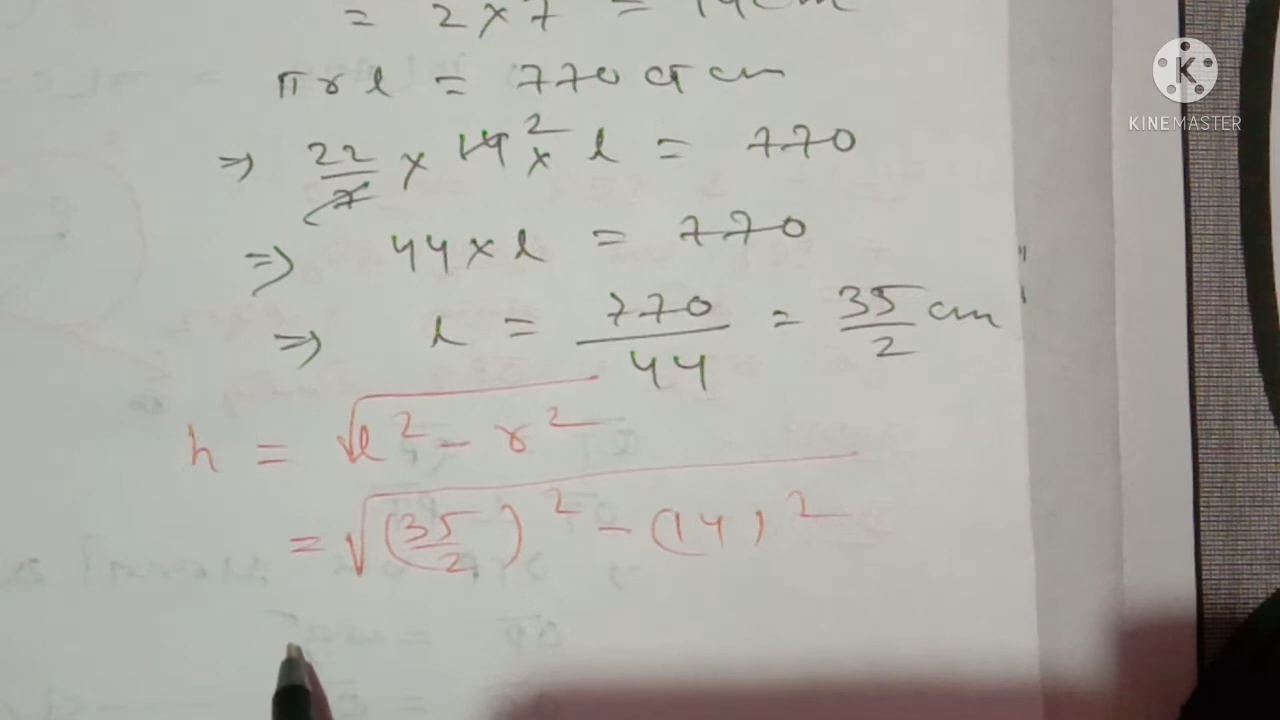 = 2 × 7 = 14 cm
πrl = 770 cm
⇒ 22/7 × 14² × l = 770
⇒ 44 × l = 770
⇒ l = 770/44 = 35/2 cm
h = √(l² - r²)
= √((35/2)² - (14)²)
K
KINEMASTER